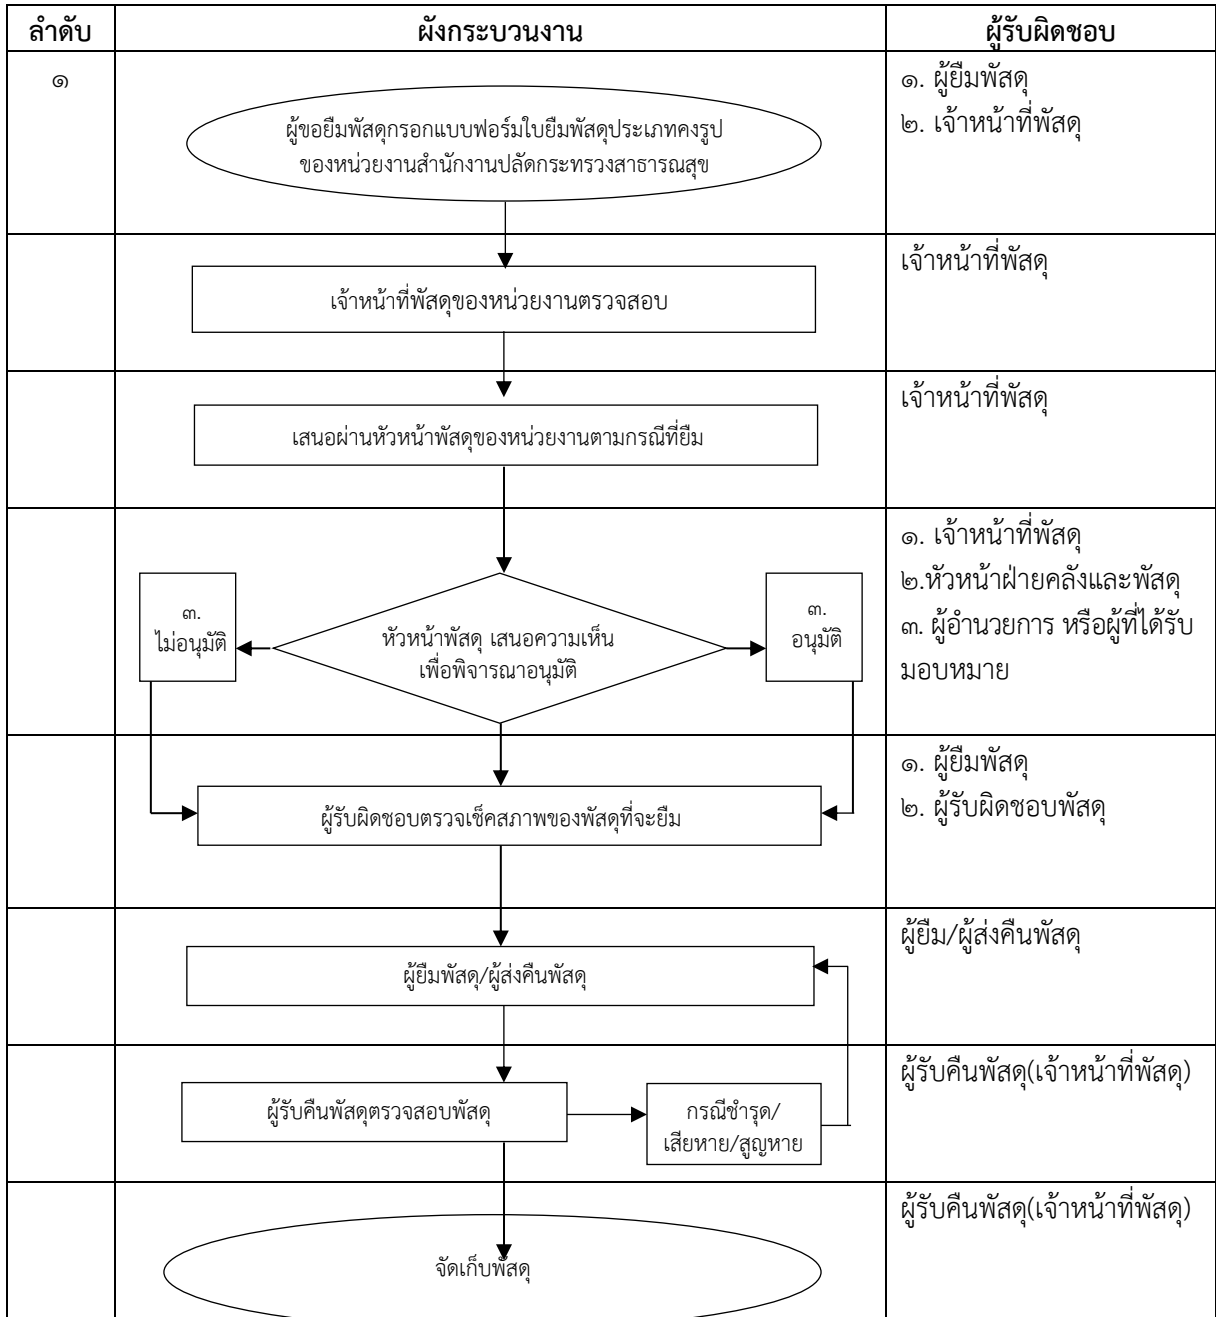 ลำดับ
ผังกระบวนงาน
ผู้รับผิดชอบ
๑
ผู้ขอยืมพัสดุกรอกแบบฟอร์มใบยืมพัสดุประเภทคงรูป
ของหน่วยงานสำนักงานปลัดกระทรวงสาธารณสุข
๑. ผู้ยืมพัสดุ
๒. เจ้าหน้าที่พัสดุ
เจ้าหน้าที่พัสดุของหน่วยงานตรวจสอบ
เจ้าหน้าที่พัสดุ
เสนอผ่านหัวหน้าพัสดุของหน่วยงานตามกรณีที่ยืม
เจ้าหน้าที่พัสดุ
๓.
ไม่อนุมัติ
หัวหน้าพัสดุ เสนอความเห็น
เพื่อพิจารณาอนุมัติ
๓.
อนุมัติ
๑. เจ้าหน้าที่พัสดุ
๒.หัวหน้าฝ่ายคลังและพัสดุ
๓. ผู้อำนวยการ หรือผู้ที่ได้รับ
มอบหมาย
ผู้รับผิดชอบตรวจเช็คสภาพของพัสดุที่จะยืม
๑. ผู้ยืมพัสดุ
๒. ผู้รับผิดชอบพัสดุ
ผู้ยืมพัสดุ/ผู้ส่งคืนพัสดุ
ผู้ยืม/ผู้ส่งคืนพัสดุ
ผู้รับคืนพัสดุตรวจสอบพัสดุ
กรณีชำรุด/
เสียหาย/สูญหาย
ผู้รับคืนพัสดุ(เจ้าหน้าที่พัสดุ)
จัดเก็บพัสดุ
ผู้รับคืนพัสดุ(เจ้าหน้าที่พัสดุ)